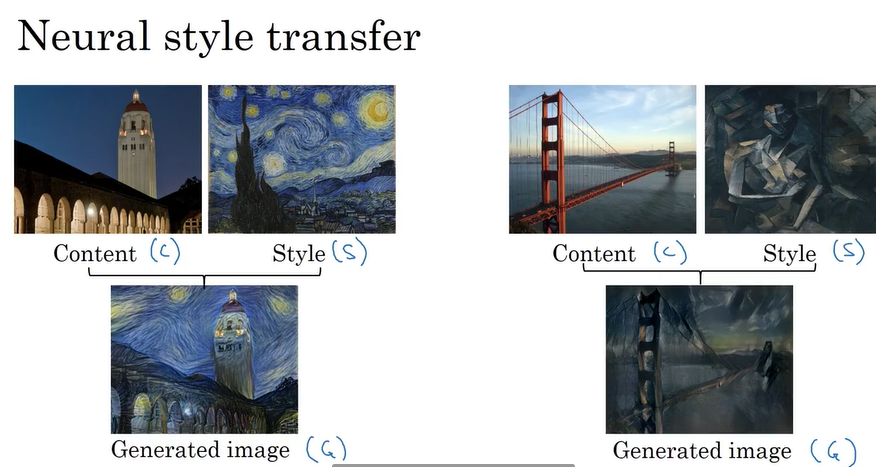 Neural style transfer
Content (C) Style (S)
Content (C) Style (S)
Generated image (G)
Generated image (G)